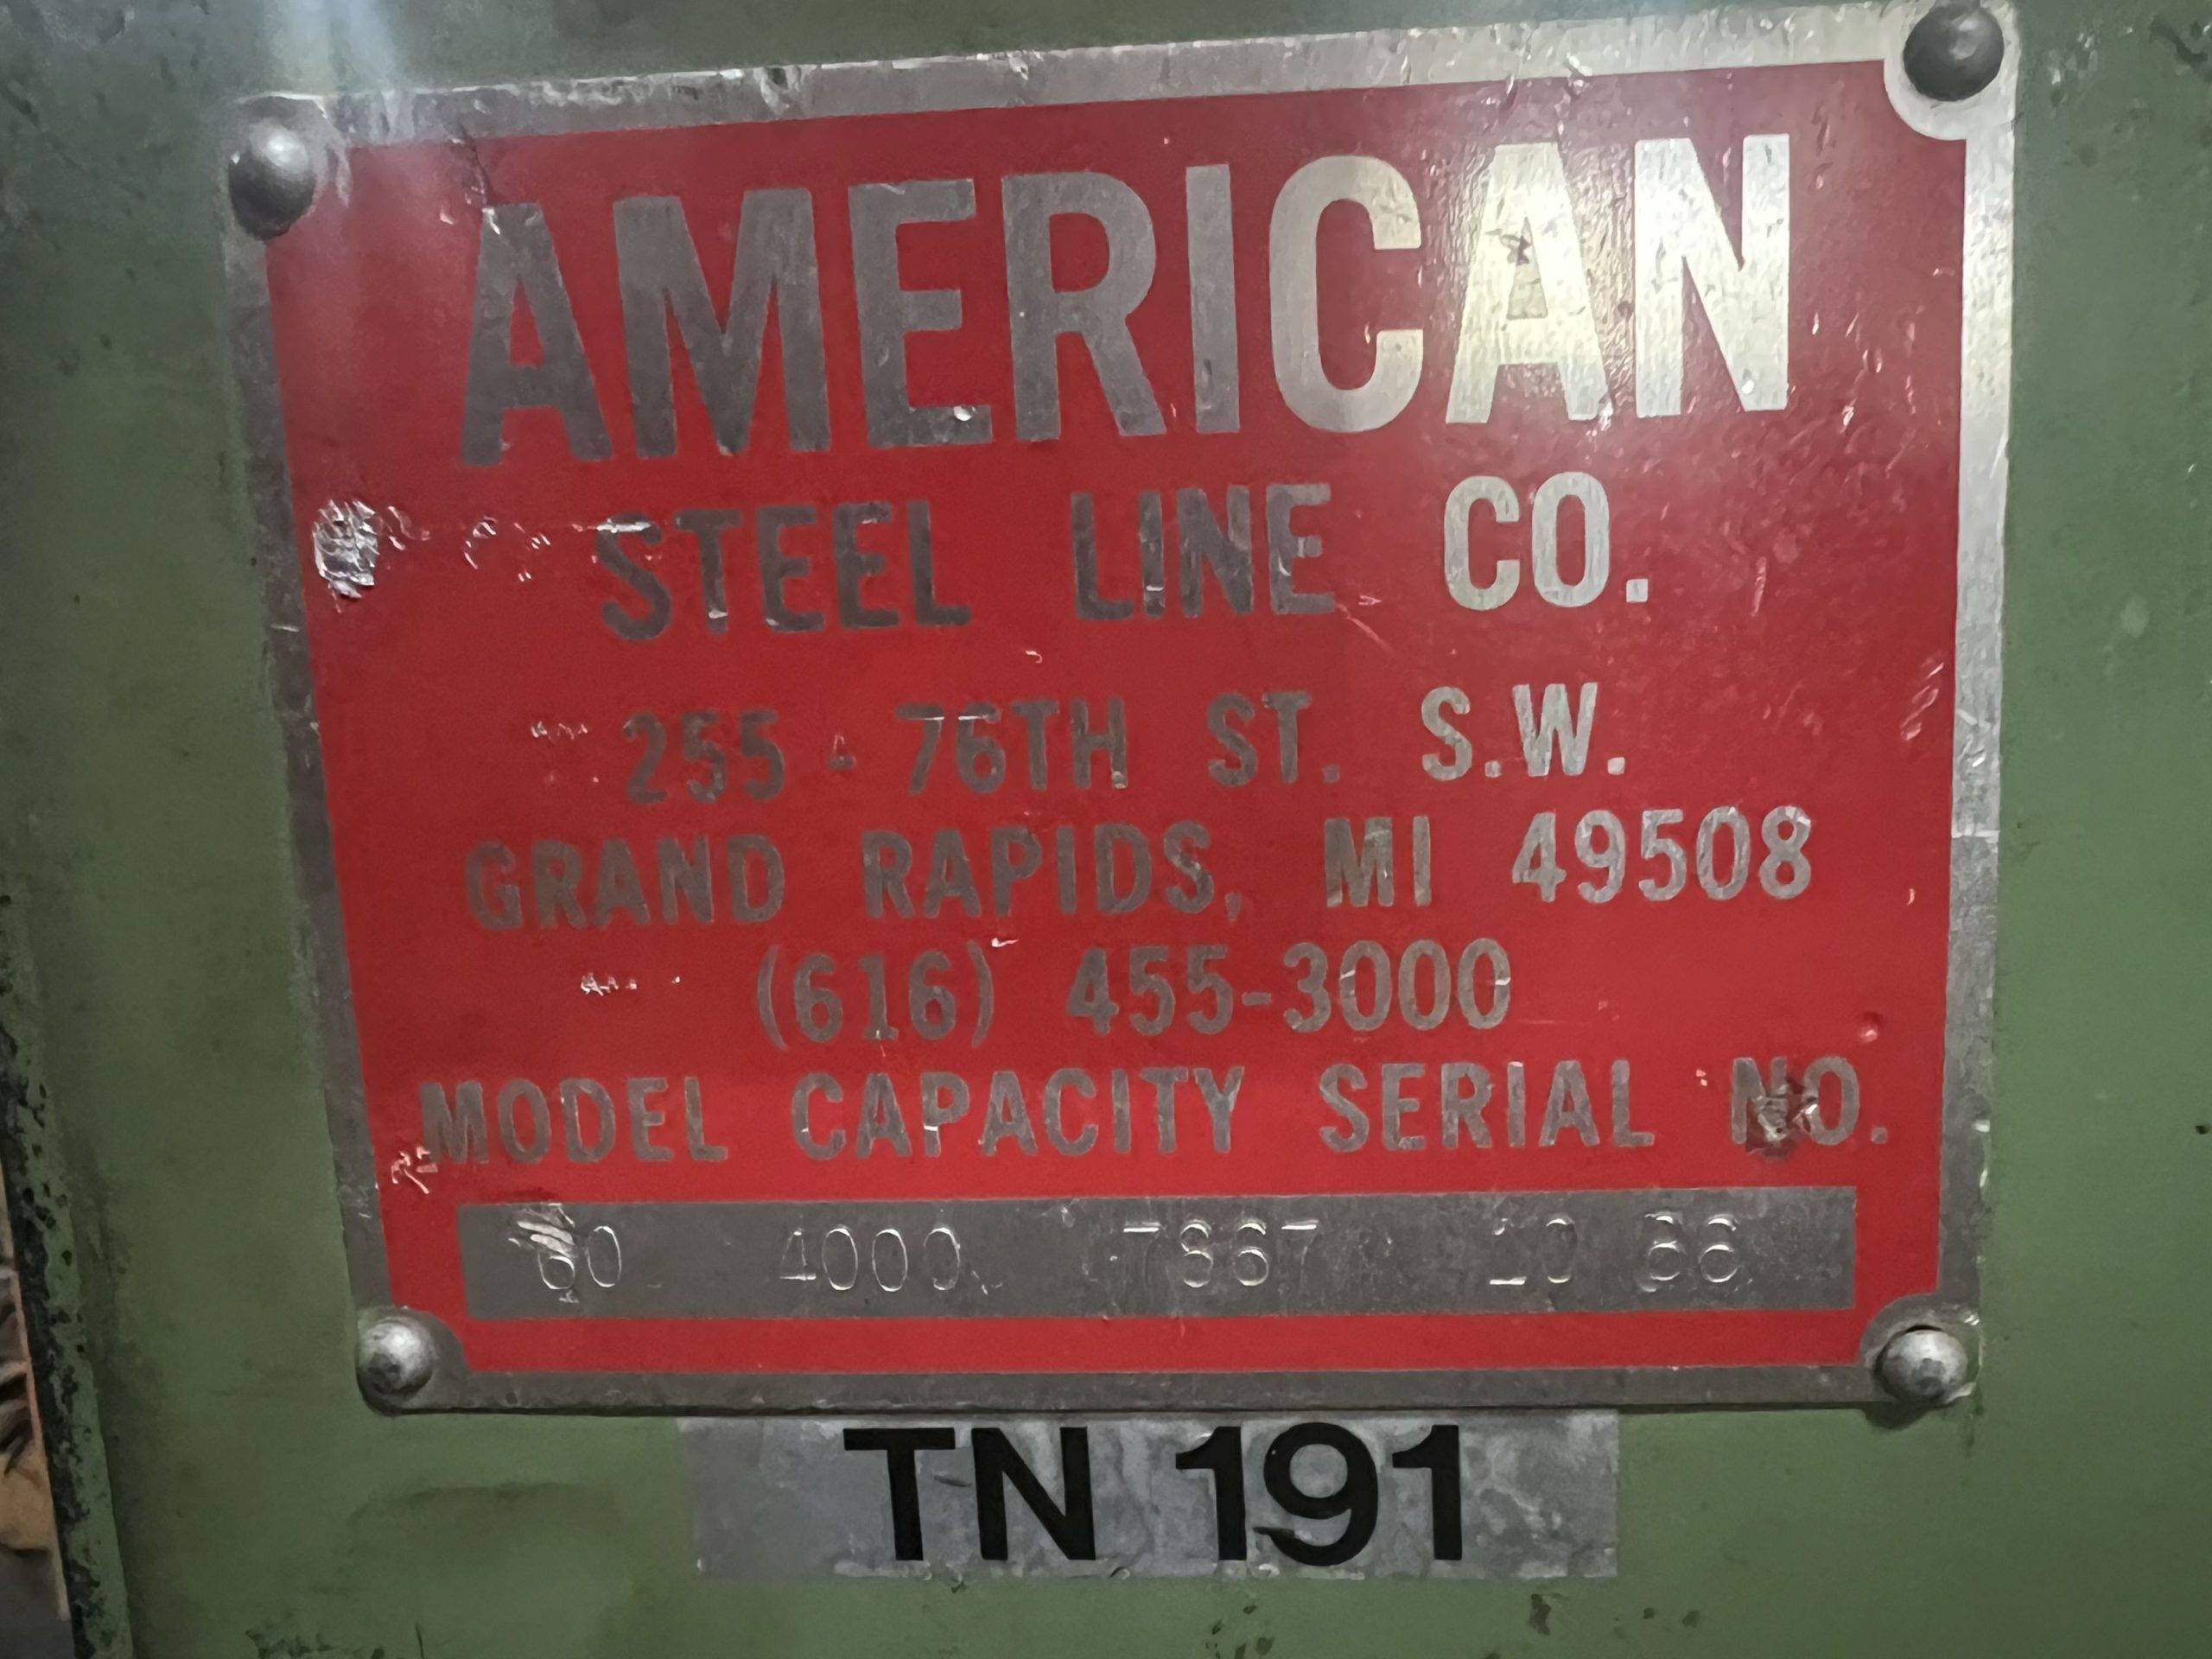 AMERICAN
STEEL LINE CO.
255 - 76TH ST. S.W.
GRAND RAPIDS, MI 49508
(616) 455-3000
MODEL CAPACITY SERIAL NO.
60 4000 7867 10 86
TN 191